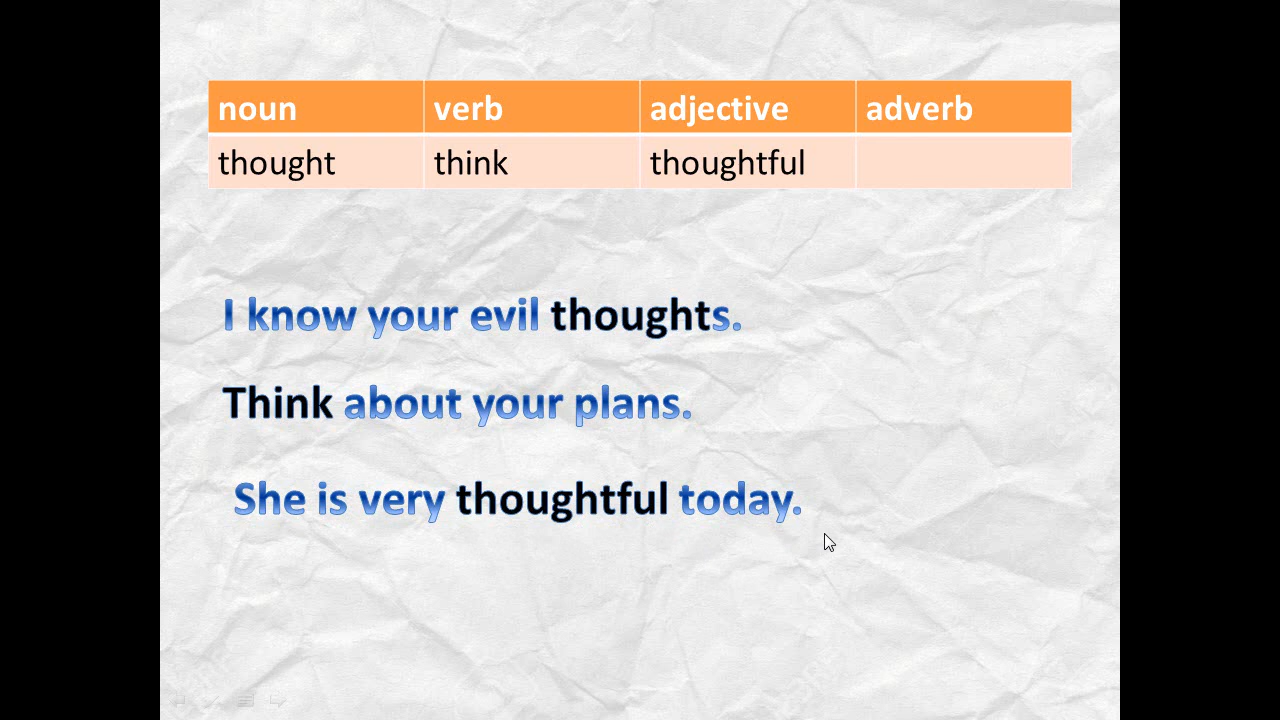 noun verb adjective adverb
thought think thoughtful
I know your evil thoughts.
Think about your plans.
She is very thoughtful today.